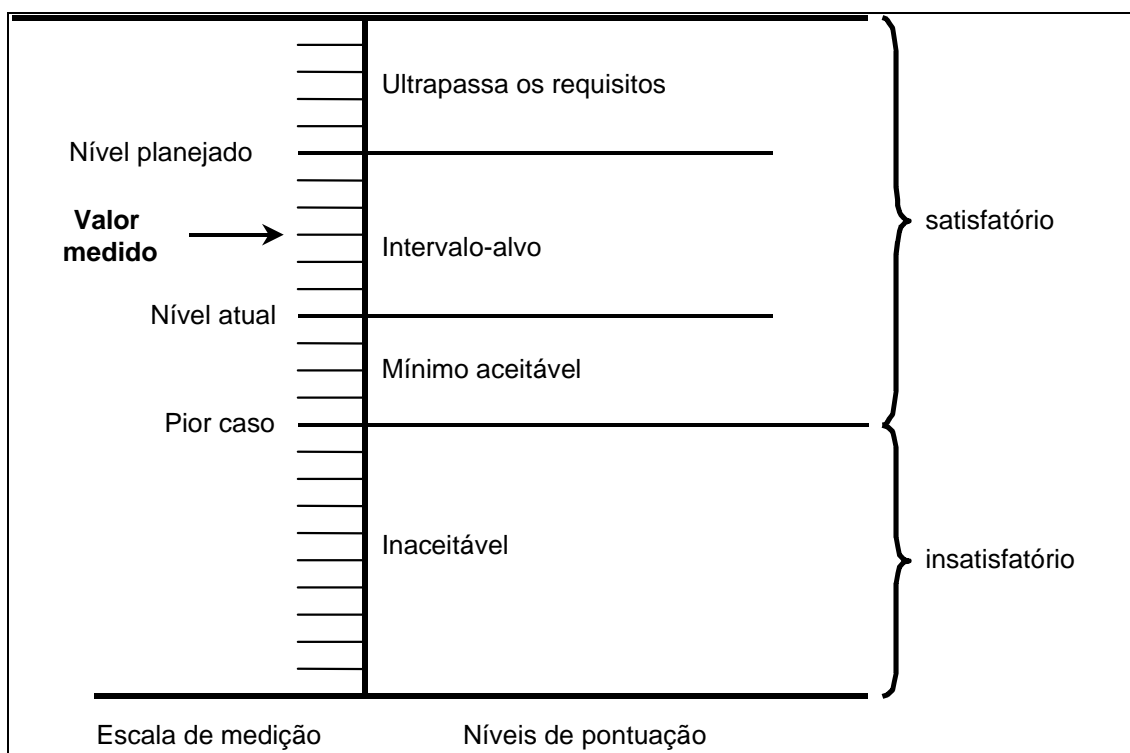 Ultrapassa os requisitos
Nível planejado
Valor
medido
satisfatório
Intervalo-alvo
Nível atual
Mínimo aceitável
Pior caso
Inaceitável
insatisfatório
Escala de medição
Níveis de pontuação